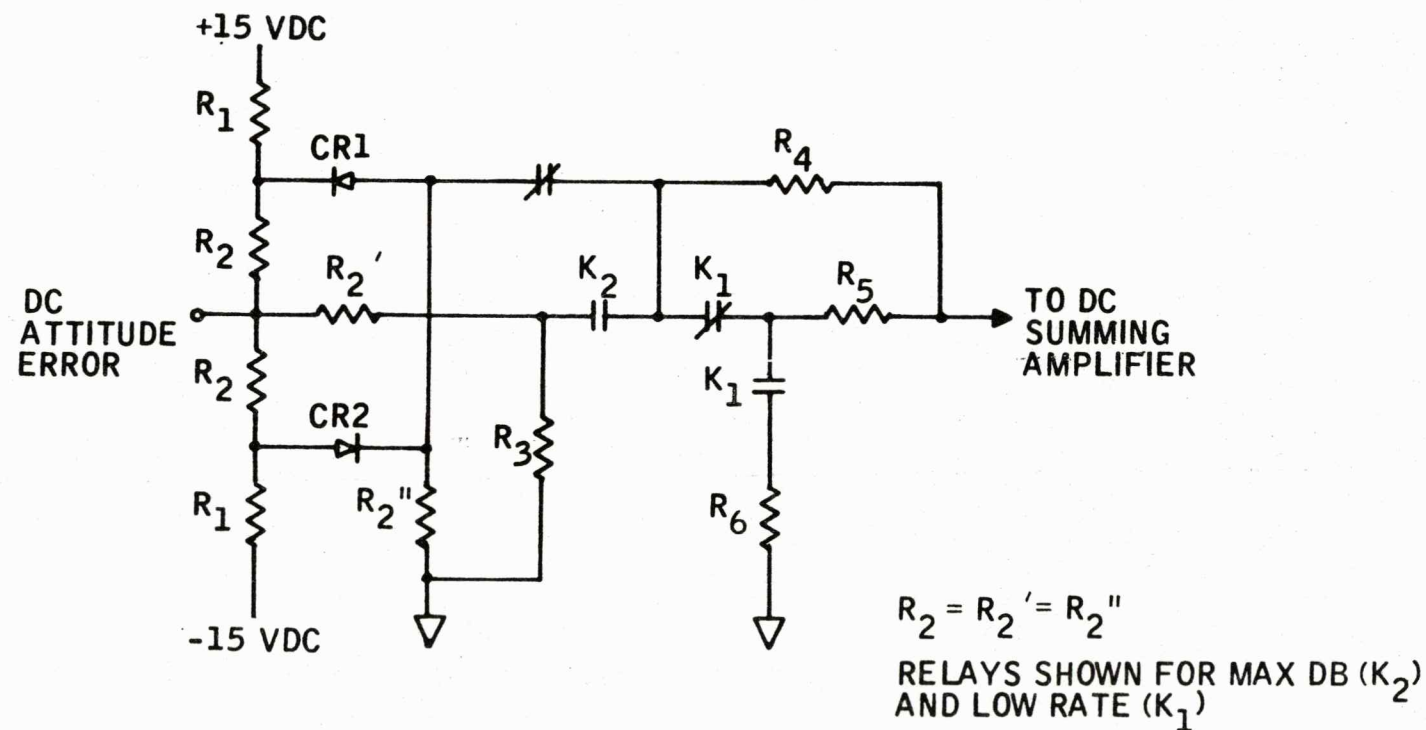 +15 VDC
R1
CR1
R4
R2
R2'
K2
K1
R5
DC
ATTITUDE
ERROR
TO DC
SUMMING
AMPLIFIER
R2
K1
CR2
R3
R1
R2"
R6
-15 VDC
R2 = R2' = R2"
RELAYS SHOWN FOR MAX DB (K2)
AND LOW RATE (K1)